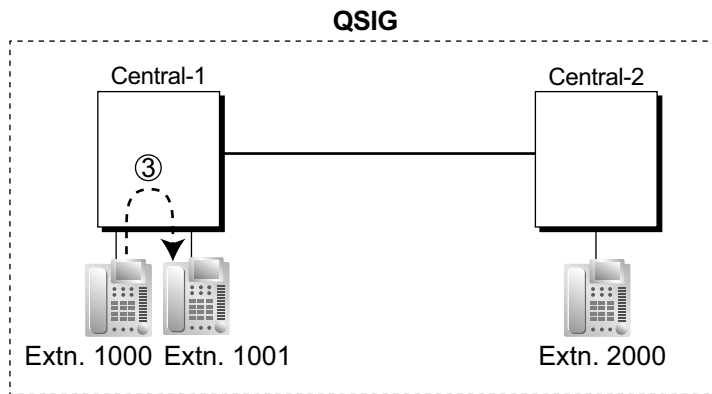 QSIG
Central-1
Central-2
③
Extn. 1000
Extn. 1001
Extn. 2000